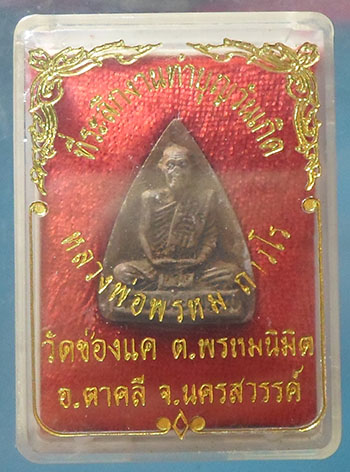 ที่ระลึกงานทำบุญวันเกิด
หลวงพ่อพรหม ถาวโร
วัดช่องแค ต.พรหมนิมิต
อ.ตาคลี จ.นครสวรรค์